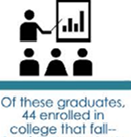 Of these graduates,
44 enrolled in
college that fall--